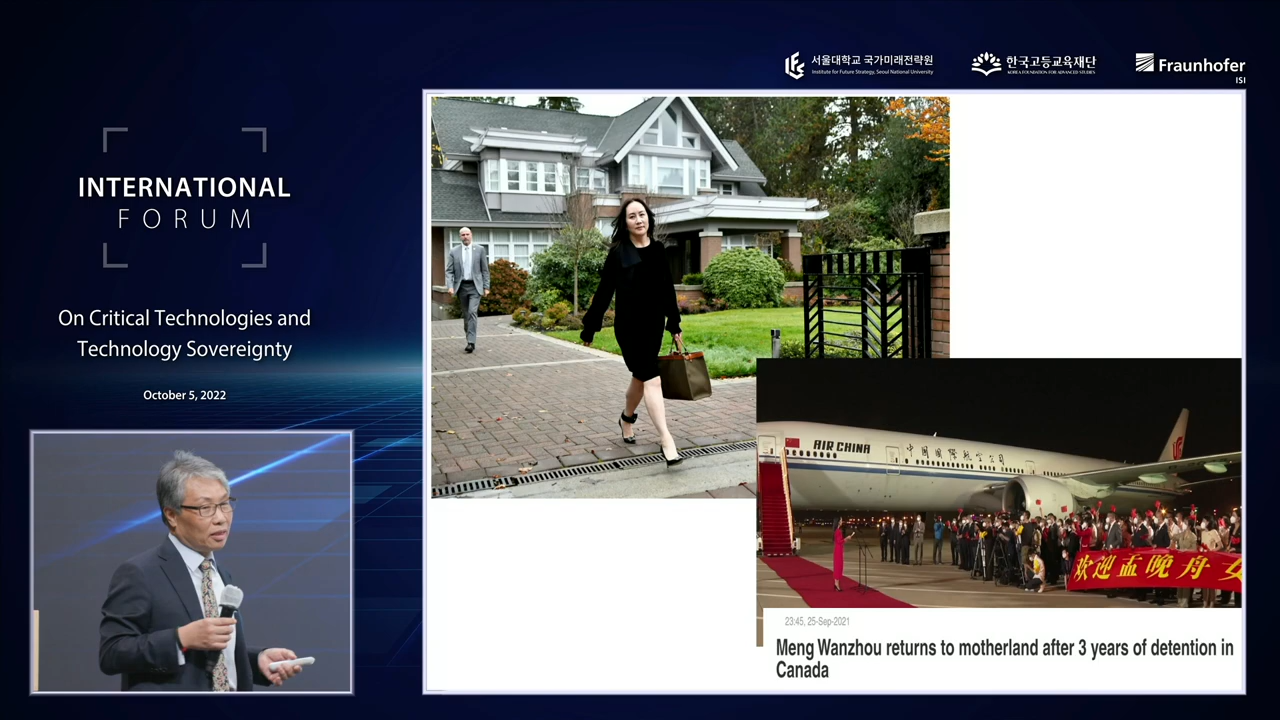 서울대학교 국가미래전략원
Institute for Future Strategy, Seoul National University
한국고등교육재단
KOREA FOUNDATION FOR ADVANCED STUDIES
Fraunhofer
ISI
INTERNATIONAL
FORUM
On Critical Technologies and
Technology Sovereignty
October 5, 2022
AIR CHINA
中国国际航空公司
欢迎孟晚舟女
23:45, 25-Sep-2021
Meng Wanzhou returns to motherland after 3 years of detention in
Canada